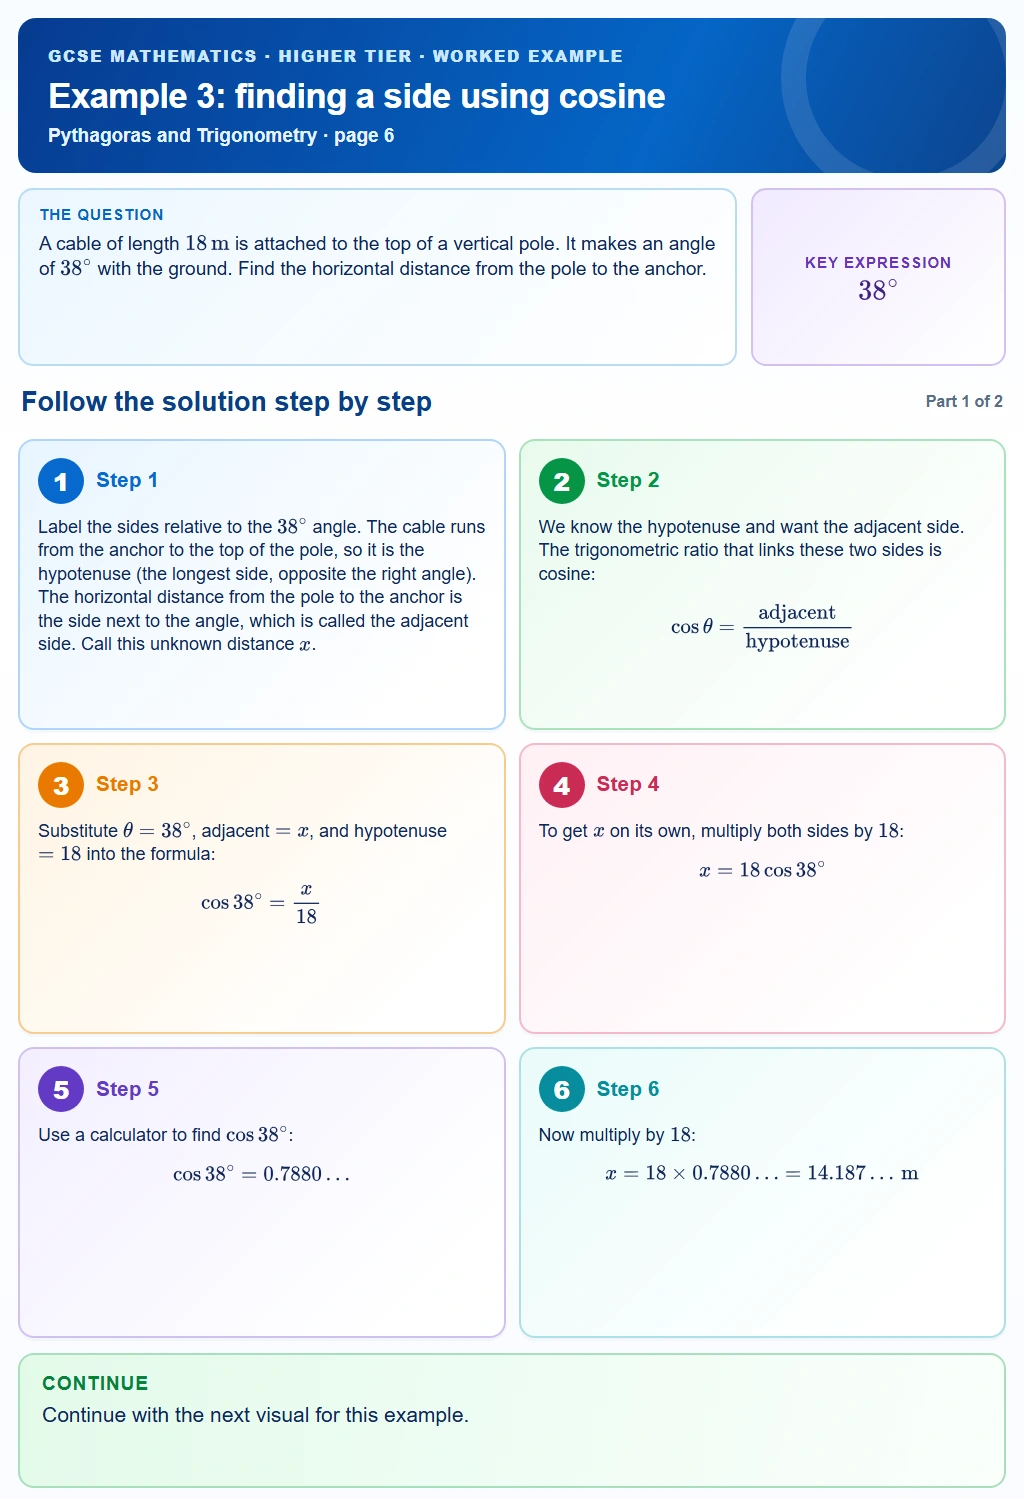 GCSE MATHEMATICS · HIGHER TIER · WORKED EXAMPLE
Example 3: finding a side using cosine
Pythagoras and Trigonometry · page 6
THE QUESTION
A cable of length 18 m is attached to the top of a vertical pole. It makes an angle
of 38° with the ground. Find the horizontal distance from the pole to the anchor.
KEY EXPRESSION
38°
Follow the solution step by step
Part 1 of 2
1 Step 1
Label the sides relative to the 38° angle. The cable runs
from the anchor to the top of the pole, so it is the
hypotenuse (the longest side, opposite the right angle).
The horizontal distance from the pole to the anchor is
the side next to the angle, which is called the adjacent
side. Call this unknown distance x.
2 Step 2
We know the hypotenuse and want the adjacent side.
The trigonometric ratio that links these two sides is
cosine:
cos θ = adjacent / hypotenuse
3 Step 3
Substitute θ = 38°, adjacent = x, and hypotenuse
= 18 into the formula:
cos 38° = x / 18
4 Step 4
To get x on its own, multiply both sides by 18:
x = 18 cos 38°
5 Step 5
Use a calculator to find cos 38°:
cos 38° = 0.7880...
6 Step 6
Now multiply by 18:
x = 18 × 0.7880... = 14.187... m
CONTINUE
Continue with the next visual for this example.